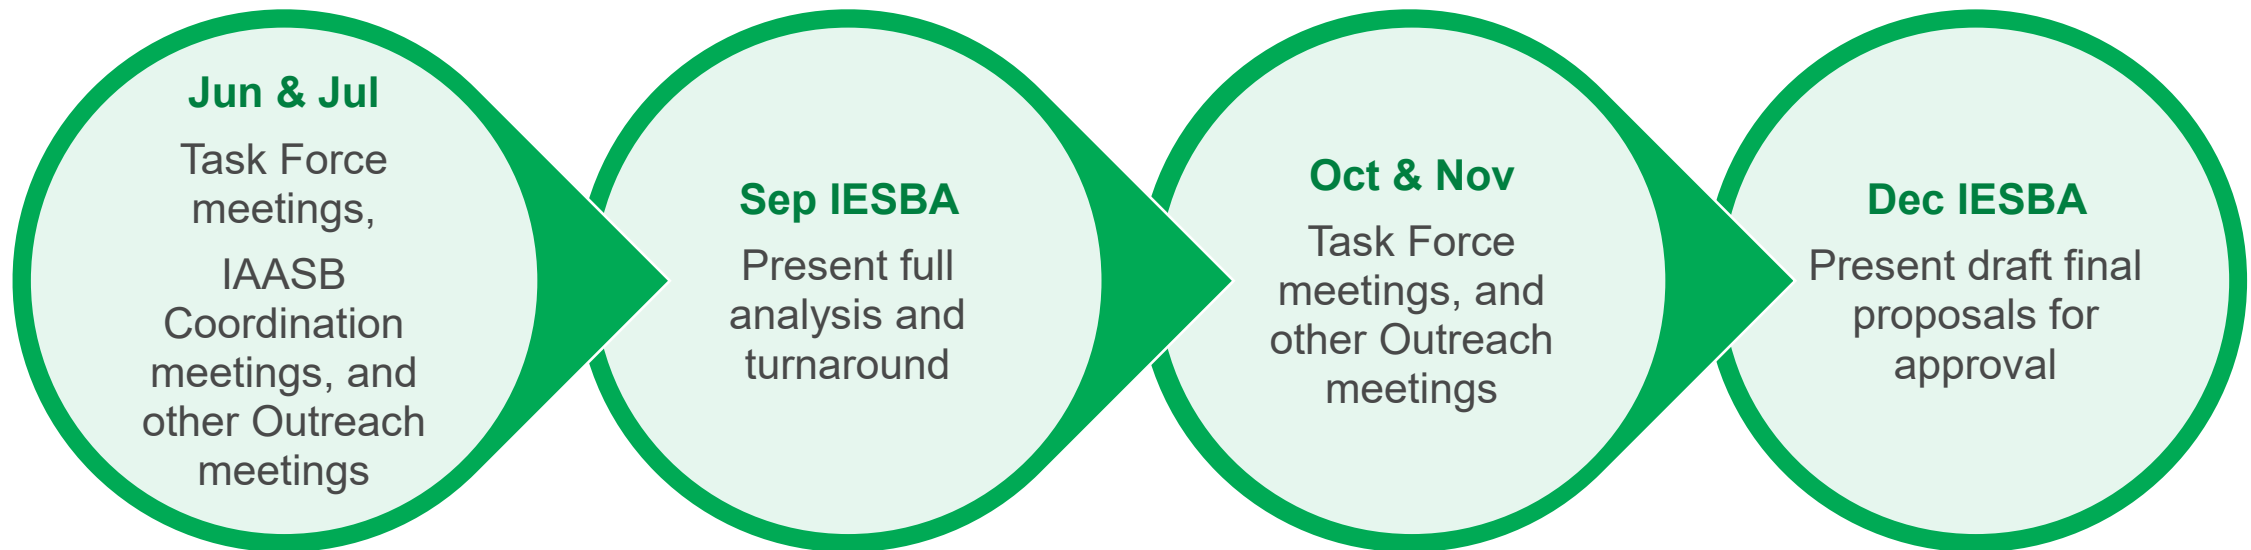 Jun & Jul
Task Force
meetings,
IAASB
Coordination
meetings, and
other Outreach
meetings
Sep IESBA
Present full
analysis and
turnaround
Oct & Nov
Task Force
meetings, and
other Outreach
meetings
Dec IESBA
Present draft final
proposals for
approval